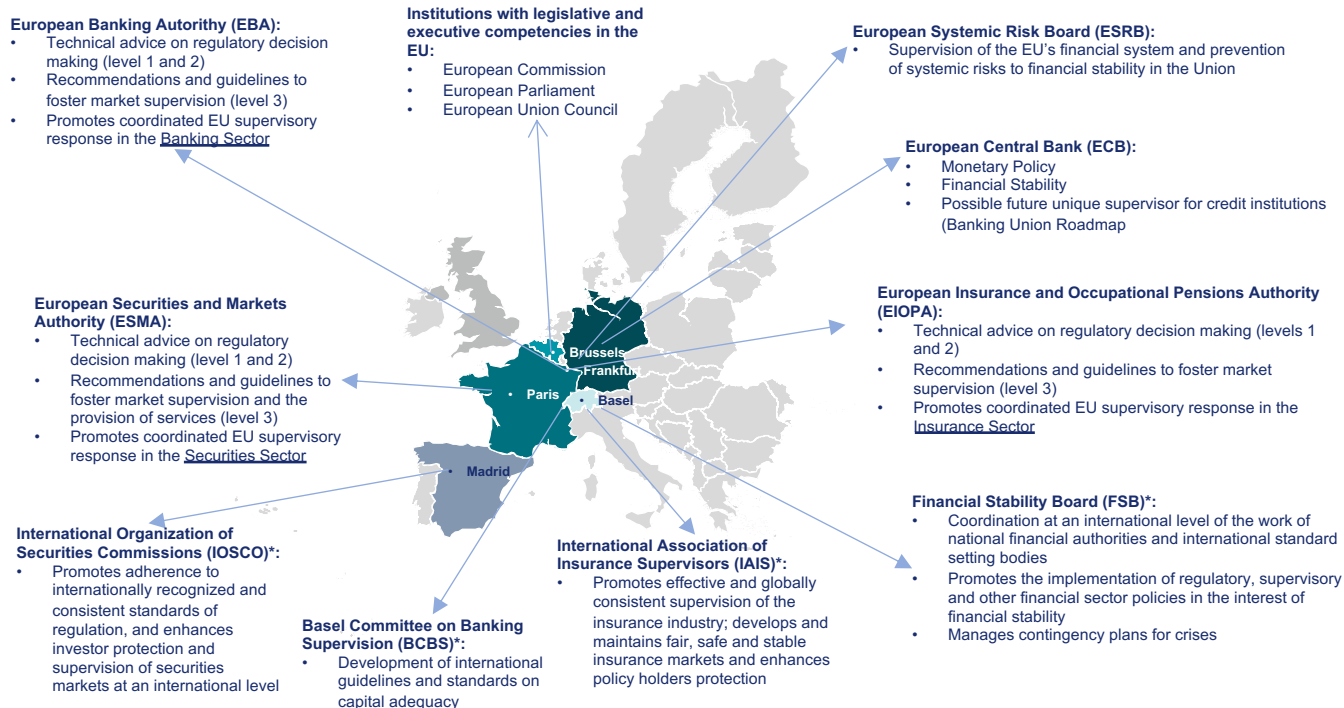 European Banking Autorithy (EBA):
• Technical advice on regulatory decision
making (level 1 and 2)
• Recommendations and guidelines to
foster market supervision (level 3)
• Promotes coordinated EU supervisory
response in the Banking Sector
Institutions with legislative and
executive competencies in the
EU:
• European Commission
• European Parliament
• European Union Council
European Systemic Risk Board (ESRB):
• Supervision of the EU's financial system and prevention
of systemic risks to financial stability in the Union
European Central Bank (ECB):
• Monetary Policy
• Financial Stability
• Possible future unique supervisor for credit institutions
(Banking Union Roadmap
European Securities and Markets
Authority (ESMA):
• Technical advice on regulatory
decision making (level 1 and 2)
• Recommendations and guidelines to
foster market supervision and the
provision of services (level 3)
• Promotes coordinated EU supervisory
response in the Securities Sector
European Insurance and Occupational Pensions Authority
(EIOPA):
• Technical advice on regulatory decision making (levels 1
and 2)
• Recommendations and guidelines to foster market
supervision (level 3)
• Promotes coordinated EU supervisory response in the
Insurance Sector
Brussels
Frankfurt
Paris
Basel
Madrid
International Organization of
Securities Commissions (IOSCO)*:
• Promotes adherence to
internationally recognized and
consistent standards of
regulation, and enhances
investor protection and
supervision of securities
markets at an international level
Basel Committee on Banking
Supervision (BCBS)*:
• Development of international
guidelines and standards on
capital adequacy
International Association of
Insurance Supervisors (IAIS)*:
• Promotes effective and globally
consistent supervision of the
insurance industry; develops and
maintains fair, safe and stable
insurance markets and enhances
policy holders protection
Financial Stability Board (FSB)*:
• Coordination at an international level of the work of
national financial authorities and international standard
setting bodies
• Promotes the implementation of regulatory, supervisory
and other financial sector policies in the interest of
financial stability
• Manages contingency plans for crises